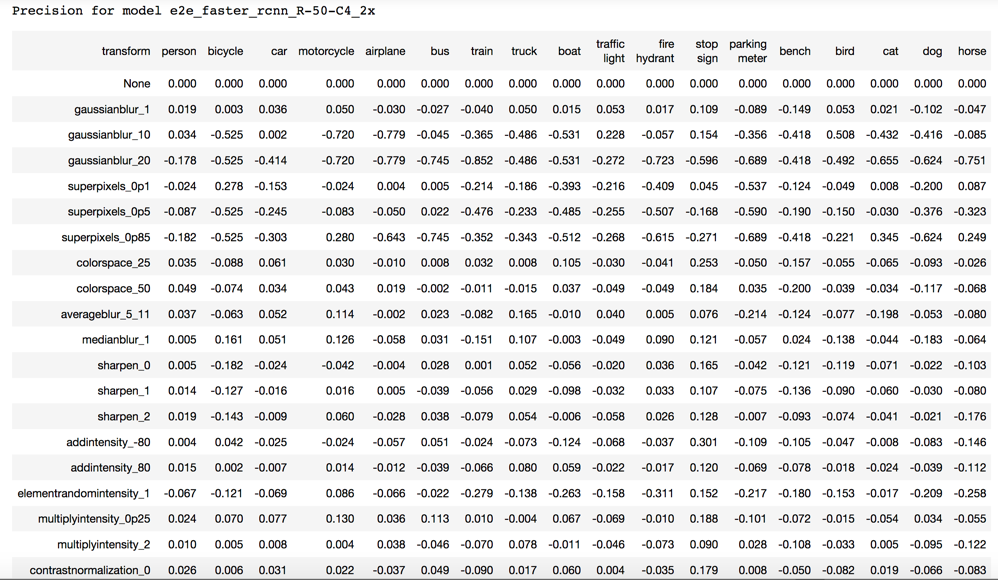 Precision for model e2e_faster_rcnn_R-50-C4_2x
transform person bicycle car motorcycle airplane bus train truck boat traffic light fire hydrant stop sign parking meter bench bird cat dog horse
None 0.000 0.000 0.000 0.000 0.000 0.000 0.000 0.000 0.000 0.000 0.000 0.000 0.000 0.000 0.000 0.000 0.000 0.000
gaussianblur_1 0.019 0.003 0.036 0.050 -0.030 -0.027 -0.040 0.050 0.015 0.053 0.017 0.109 -0.089 -0.149 0.053 0.021 -0.102 -0.047
gaussianblur_10 0.034 -0.525 0.002 -0.720 -0.779 -0.045 -0.365 -0.486 -0.531 0.228 -0.057 0.154 -0.356 -0.418 0.508 -0.432 -0.416 -0.085
gaussianblur_20 -0.178 -0.525 -0.414 -0.720 -0.779 -0.745 -0.852 -0.486 -0.531 -0.272 -0.723 -0.596 -0.689 -0.418 -0.492 -0.655 -0.624 -0.751
superpixels_0p1 -0.024 0.278 -0.153 -0.024 0.004 0.005 -0.214 -0.186 -0.393 -0.216 -0.409 0.045 -0.537 -0.124 -0.049 0.008 -0.200 0.087
superpixels_0p5 -0.087 -0.525 -0.245 -0.083 -0.050 0.022 -0.476 -0.233 -0.485 -0.255 -0.507 -0.168 -0.590 -0.190 -0.150 -0.030 -0.376 -0.323
superpixels_0p85 -0.182 -0.525 -0.303 0.280 -0.643 -0.745 -0.352 -0.343 -0.512 -0.268 -0.615 -0.271 -0.689 -0.418 -0.221 0.345 -0.624 0.249
colorspace_25 0.035 -0.088 0.061 0.030 -0.010 0.008 0.032 0.008 0.105 -0.030 -0.041 0.253 -0.050 -0.157 -0.055 -0.065 -0.093 -0.026
colorspace_50 0.049 -0.074 0.034 0.043 0.019 -0.002 -0.011 -0.015 0.037 -0.049 -0.049 0.184 0.035 -0.200 -0.039 -0.034 -0.117 -0.068
averageblur_5_11 0.037 -0.063 0.052 0.114 -0.002 0.023 -0.082 0.165 -0.010 0.040 0.005 0.076 -0.214 -0.124 -0.077 -0.198 -0.053 -0.080
medianblur_1 0.005 0.161 0.051 0.126 -0.058 0.031 -0.151 0.107 -0.003 -0.049 0.090 0.121 -0.057 0.024 -0.138 -0.044 -0.183 -0.064
sharpen_0 0.005 -0.182 -0.024 -0.042 -0.004 0.028 0.001 0.052 -0.056 -0.020 0.036 0.165 -0.042 -0.121 -0.119 -0.071 -0.022 -0.103
sharpen_1 0.014 -0.127 -0.016 0.016 0.005 -0.039 -0.056 0.029 -0.098 -0.032 0.033 0.107 -0.075 -0.136 -0.090 -0.060 -0.030 -0.080
sharpen_2 0.019 -0.143 -0.009 0.060 -0.028 0.038 -0.079 0.054 -0.006 -0.058 0.026 0.128 -0.007 -0.093 -0.074 -0.041 -0.021 -0.176
addintensity_-80 0.004 0.042 -0.025 -0.024 -0.057 0.051 -0.024 -0.073 -0.124 -0.068 -0.037 0.301 -0.109 -0.105 -0.047 -0.008 -0.083 -0.146
addintensity_80 0.015 0.002 -0.007 0.014 -0.012 -0.039 -0.066 0.080 0.059 -0.022 -0.017 0.120 -0.069 -0.078 -0.018 -0.024 -0.039 -0.112
elementrandomintensity_1 -0.067 -0.121 -0.069 0.086 -0.066 -0.022 -0.279 -0.138 -0.263 -0.158 -0.311 0.152 -0.217 -0.180 -0.153 -0.017 -0.209 -0.258
multiplyintensity_0p25 0.024 0.070 0.077 0.130 0.036 0.113 0.010 -0.004 0.067 -0.069 -0.010 0.188 -0.101 -0.072 -0.015 -0.054 0.034 -0.055
multiplyintensity_2 0.010 0.005 0.008 0.004 0.038 -0.046 -0.070 0.078 -0.011 -0.046 -0.073 0.090 0.028 -0.108 -0.033 0.005 -0.095 -0.122
contrastnormalization_0 0.026 0.006 0.031 0.022 -0.037 0.049 -0.090 0.017 0.060 0.004 -0.035 0.179 0.008 -0.050 -0.082 0.019 -0.066 -0.083